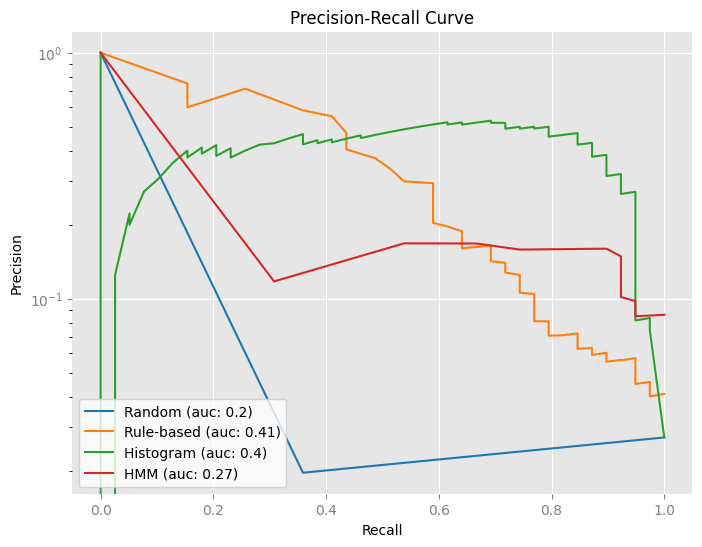 Precision-Recall Curve
Precision
10⁰
10⁻¹
Random (auc: 0.2)
Rule-based (auc: 0.41)
Histogram (auc: 0.4)
HMM (auc: 0.27)
0.0 0.2 0.4 0.6 0.8 1.0
Recall